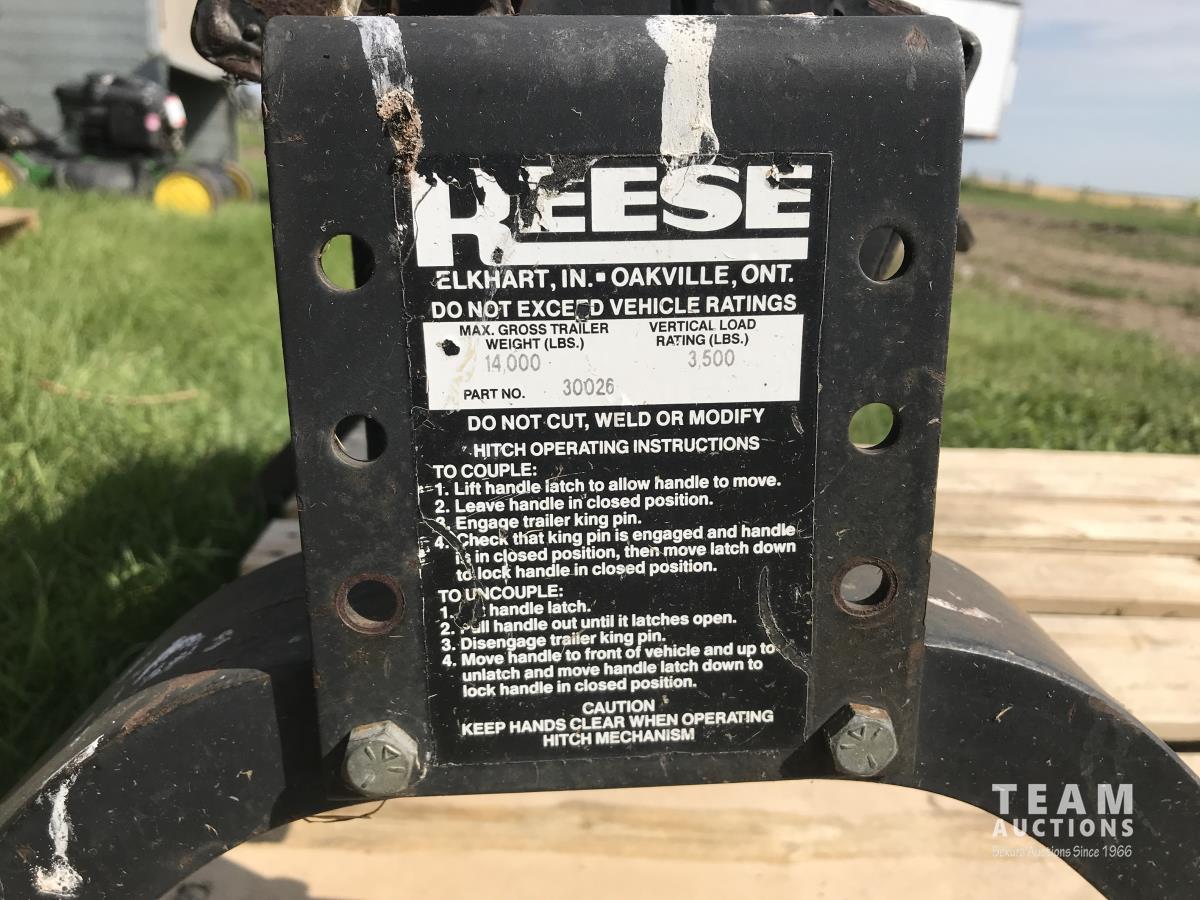 REESE
ELKHART, IN. ▪ OAKVILLE, ONT.
DO NOT EXCEED VEHICLE RATINGS
MAX. GROSS TRAILER WEIGHT (LBS.)
14,000
VERTICAL LOAD RATING (LBS.)
3,500
PART NO. 30026
DO NOT CUT, WELD OR MODIFY
HITCH OPERATING INSTRUCTIONS
TO COUPLE:
1. Lift handle latch to allow handle to move.
2. Leave handle in closed position.
3. Engage trailer king pin.
4. Check that king pin is engaged and handle
is in closed position, then move latch down
to lock handle in closed position.
TO UNCOUPLE:
1. handle latch.
2. Pull handle out until it latches open.
3. Disengage trailer king pin.
4. Move handle to front of vehicle and up to
unlatch and move handle latch down to
lock handle in closed position.
CAUTION
KEEP HANDS CLEAR WHEN OPERATING
HITCH MECHANISM
TEAM
AUCTIONS
Dekura Auctions Since 1966